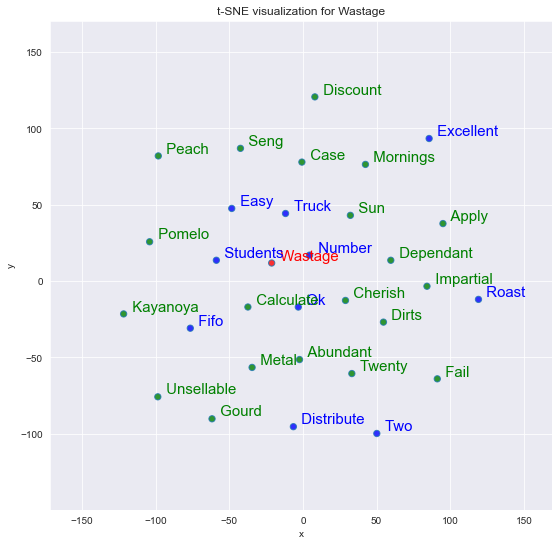 t-SNE visualization for Wastage
150
100
50
0
−50
−100
y
Discount
Excellent
Seng
Peach
Case
Mornings
Easy
Truck
Sun
Apply
Pomelo
Number
Students
Wastage
Dependant
Impartial
Roast
Kayanoya
Calculate
Ok
Cherish
Fifo
Dirts
Abundant
Metal
Twenty
Fail
Unsellable
Gourd
Distribute
Two
−150 −100 −50 0 50 100 150
x